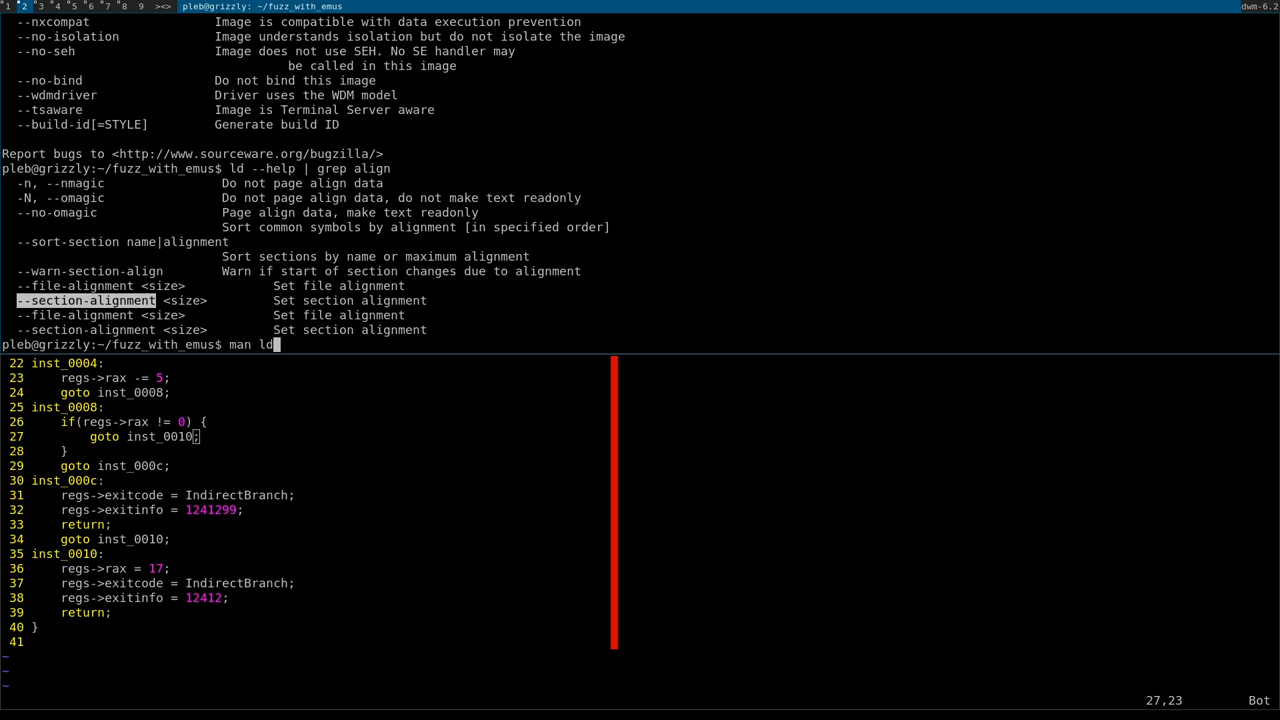 1 2 3 4 5 6 7 8 9 ><> pleb@grizzly: ~/fuzz_with_emus dwm-6.2
--nxcompat Image is compatible with data execution prevention
--no-isolation Image understands isolation but do not isolate the image
--no-seh Image does not use SEH. No SE handler may
be called in this image
--no-bind Do not bind this image
--wdmdriver Driver uses the WDM model
--tsaware Image is Terminal Server aware
--build-id[=STYLE] Generate build ID
Report bugs to <http://www.sourceware.org/bugzilla/>
pleb@grizzly:~/fuzz_with_emus$ ld --help | grep align
-n, --nmagic Do not page align data
-N, --omagic Do not page align data, do not make text readonly
--no-omagic Page align data, make text readonly
Sort common symbols by alignment [in specified order]
--sort-section name|alignment
Sort sections by name or maximum alignment
--warn-section-align Warn if start of section changes due to alignment
--file-alignment <size> Set file alignment
--section-alignment <size> Set section alignment
--file-alignment <size> Set file alignment
--section-alignment <size> Set section alignment
pleb@grizzly:~/fuzz_with_emus$ man ld
22 inst_0004:
23 regs->rax -= 5;
24 goto inst_0008;
25 inst_0008:
26 if(regs->rax != 0) {
27 goto inst_0010;
28 }
29 goto inst_000c;
30 inst_000c:
31 regs->exitcode = IndirectBranch;
32 regs->exitinfo = 1241299;
33 return;
34 goto inst_0010;
35 inst_0010:
36 regs->rax = 17;
37 regs->exitcode = IndirectBranch;
38 regs->exitinfo = 12412;
39 return;
40 }
41
~
~
~
27,23 Bot